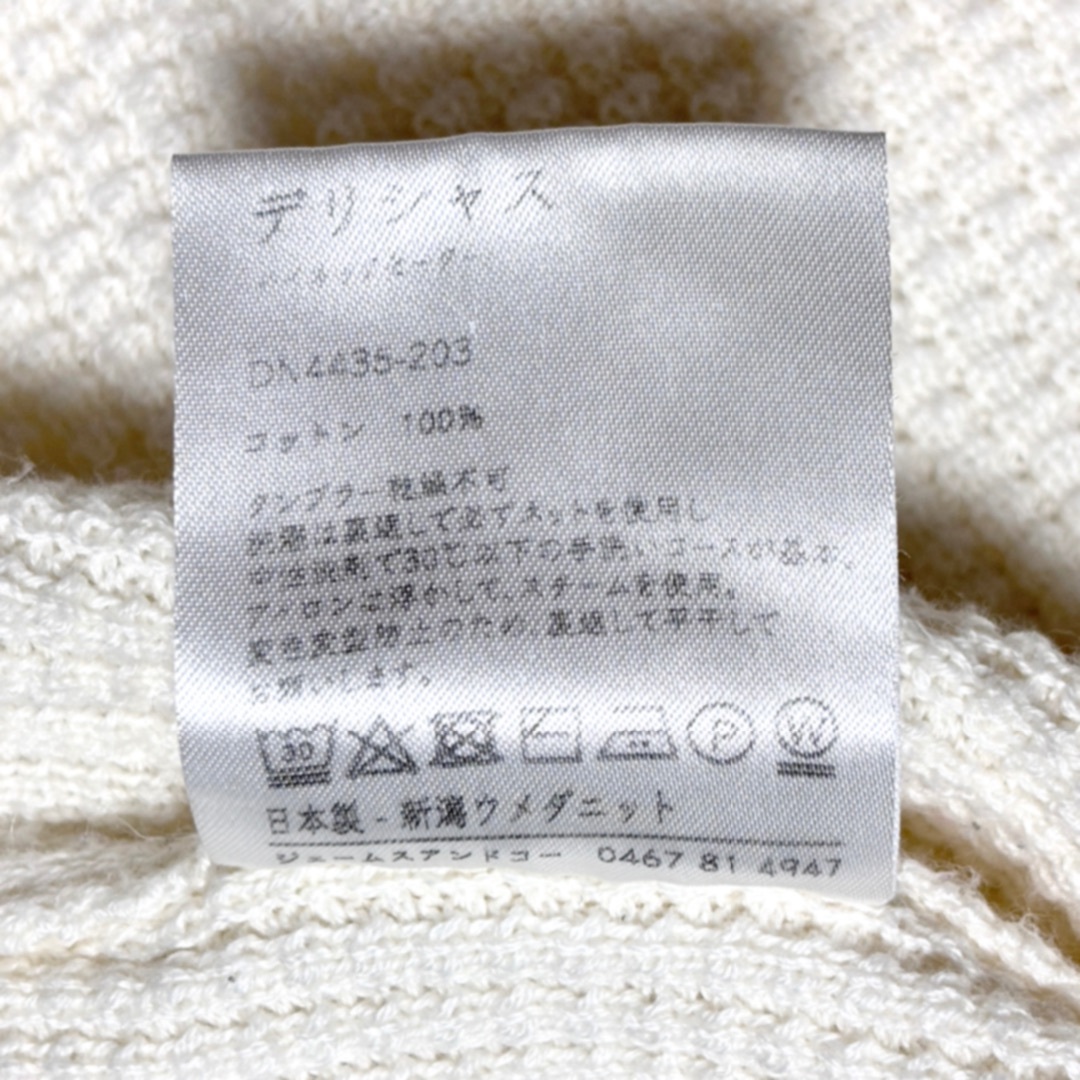 デリシャス
DN4435-203
コットン 100%
タンブラー乾燥不可
洗濯は裏返して必ずネットを使用し
中性洗剤で30℃以下の手洗いコースが基本。
アイロンは浮かして、スチームを使用。
変色黄変防止のため、裏返して平干して
30
P
W
日本製 - 新潟ウメダニット
ジェームスアンドコー 0467 81 4947